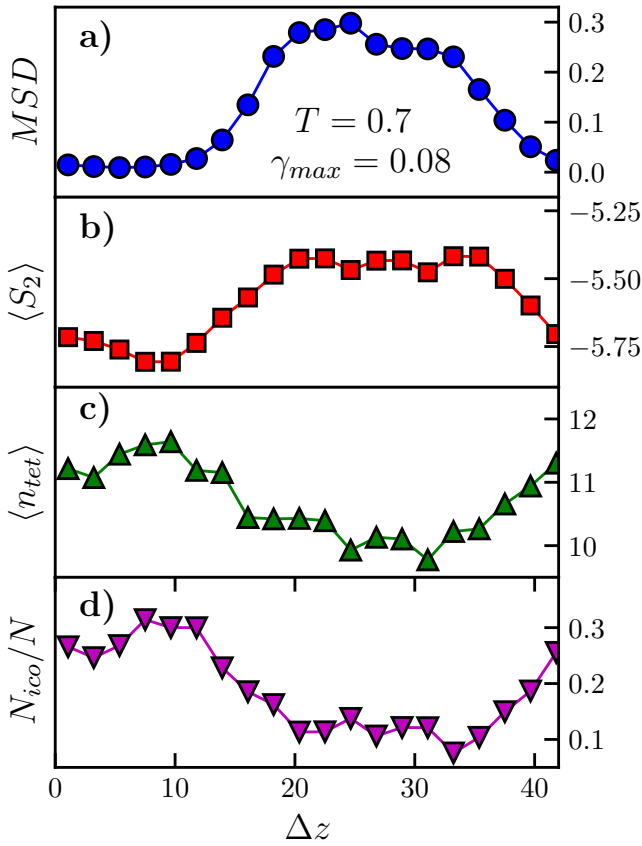 a)
MSD
T = 0.7
γmax = 0.08
0.3
0.2
0.1
0.0
b)
⟨S2⟩
−5.25
−5.50
−5.75
c)
⟨ntet⟩
12
11
10
d)
Nico/N
0.3
0.2
0.1
0 10 20 30 40
Δz